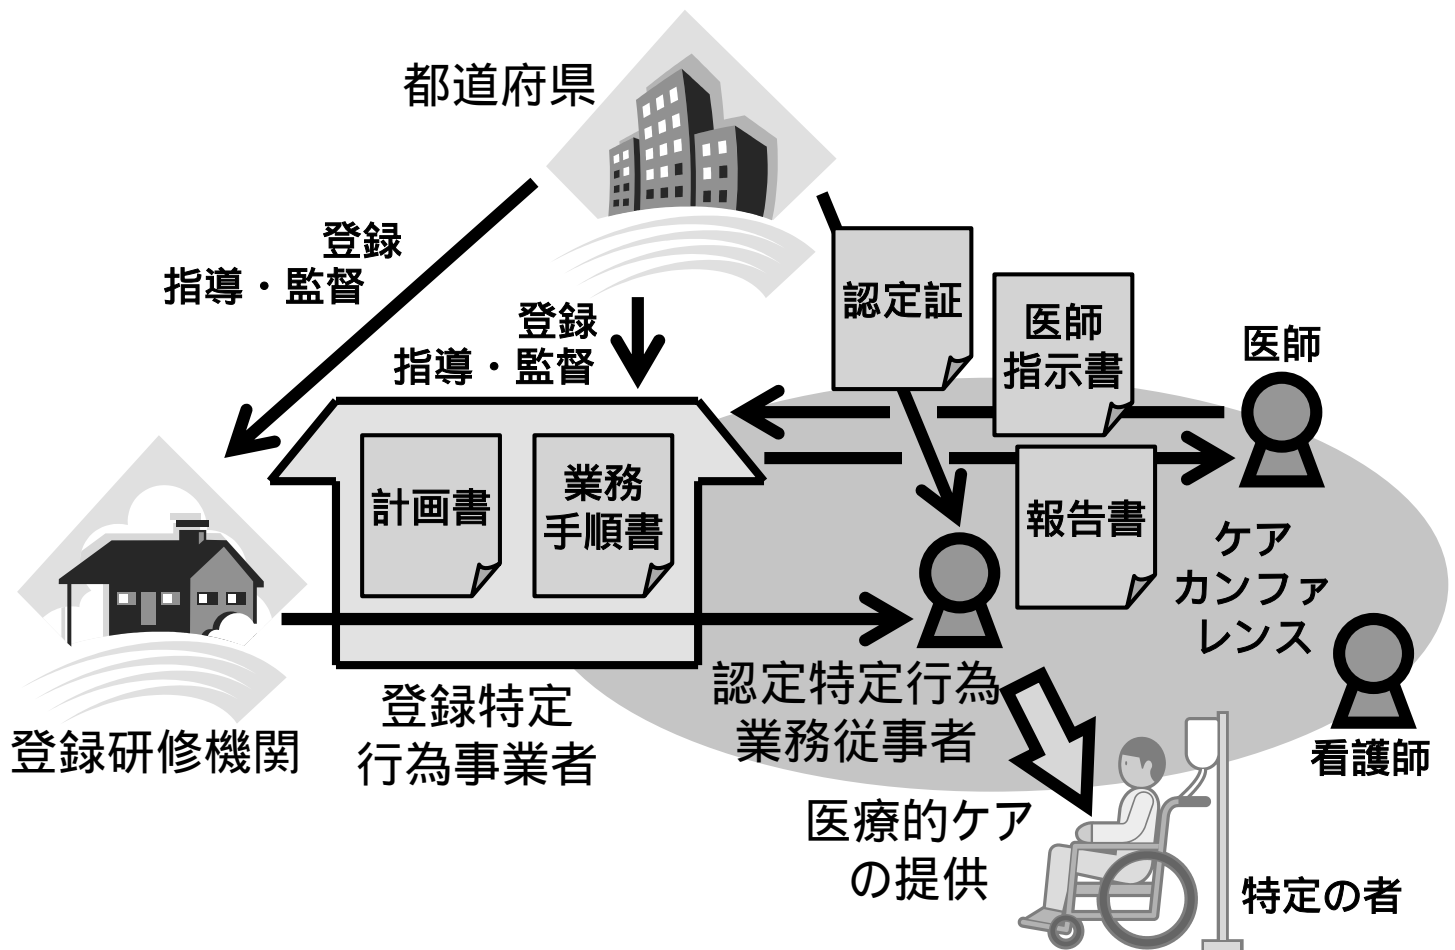 都道府県
登録
指導・監督
登録
指導・監督
認定証
医師
指示書
医師
計画書
業務
手順書
報告書
ケア
カンファ
レンス
認定特定行為
業務従事者
登録特定
行為事業者
登録研修機関
看護師
医療的ケア
の提供
特定の者